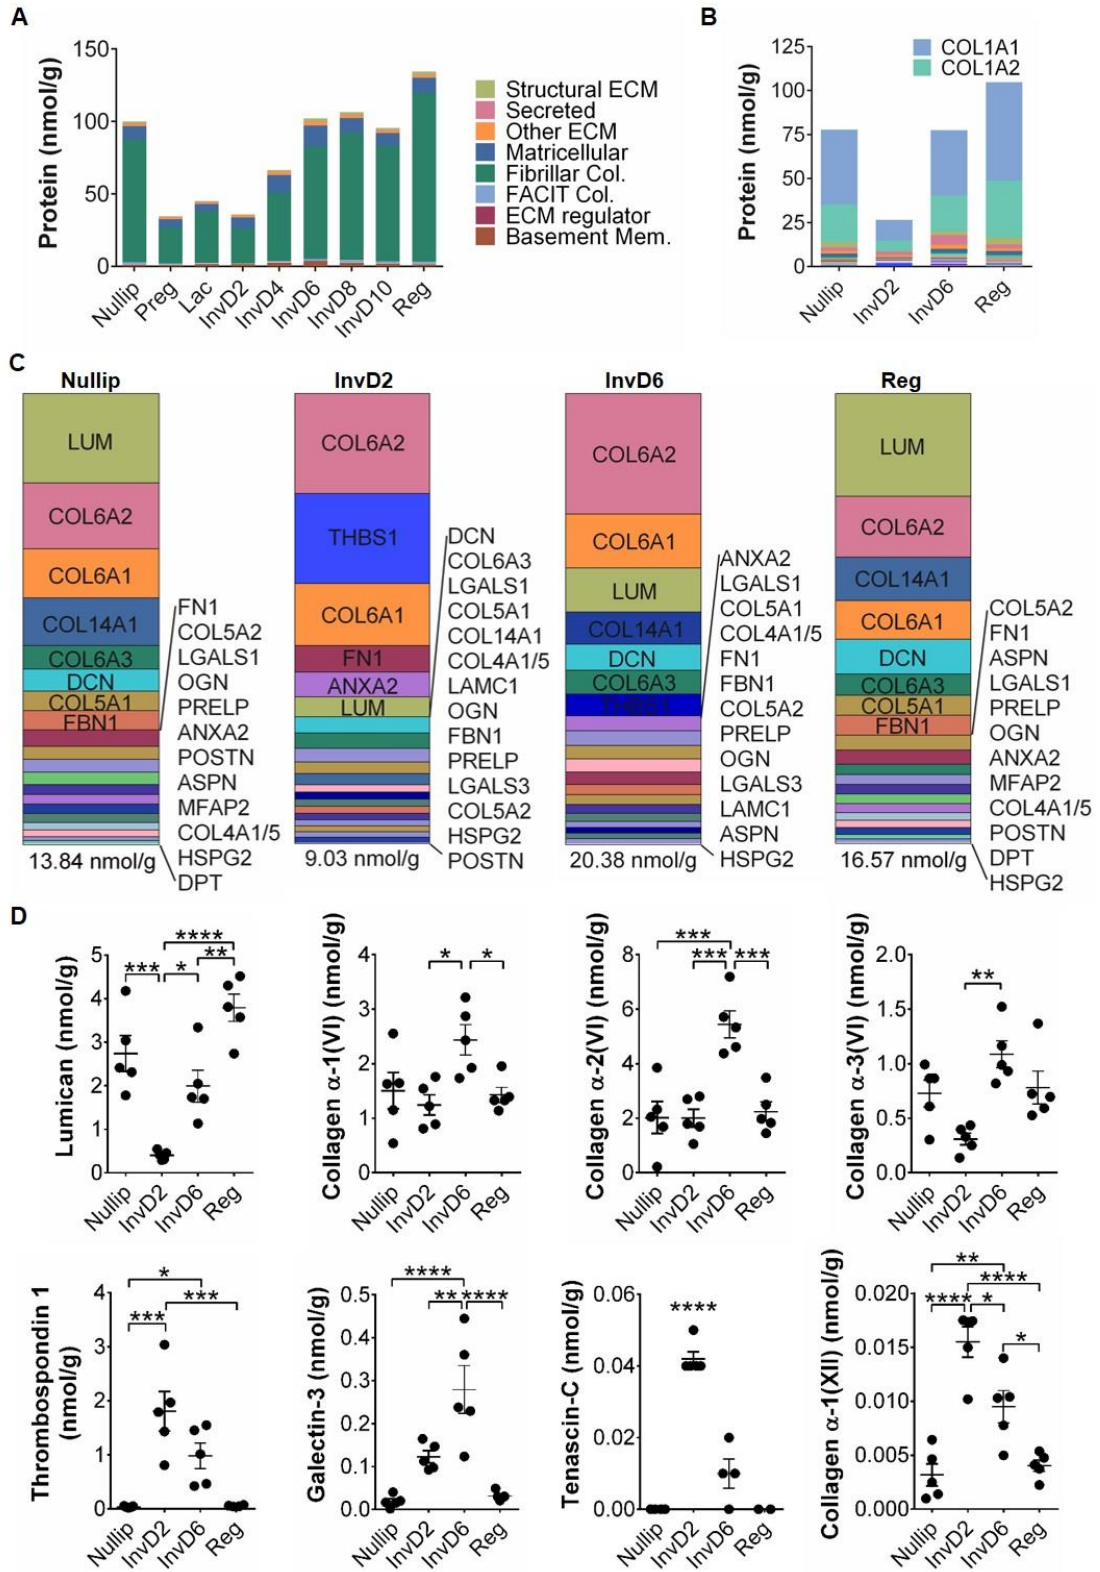 A
Protein (nmol/g)
150
100
50
0
Nullip
Preg
Lac
InvD2
InvD4
InvD6
InvD8
InvD10
Reg
Structural ECM
Secreted
Other ECM
Matricellular
Fibrillar Col.
FACIT Col.
ECM regulator
Basement Mem.
B
Protein (nmol/g)
125
100
75
50
25
0
COL1A1
COL1A2
Nullip
InvD2
InvD6
Reg
C
Nullip
LUM
COL6A2
COL6A1
COL14A1
COL6A3
DCN
COL5A1
FBN1
13.84 nmol/g
FN1
COL5A2
LGALS1
OGN
PRELP
ANXA2
POSTN
ASPN
MFAP2
COL4A1/5
HSPG2
DPT
InvD2
COL6A2
THBS1
COL6A1
FN1
ANXA2
LUM
9.03 nmol/g
DCN
COL6A3
LGALS1
COL5A1
COL14A1
COL4A1/5
LAMC1
OGN
FBN1
PRELP
LGALS3
COL5A2
HSPG2
POSTN
InvD6
COL6A2
COL6A1
LUM
COL14A1
DCN
COL6A3
THBS1
20.38 nmol/g
ANXA2
LGALS1
COL5A1
COL4A1/5
FN1
FBN1
COL5A2
PRELP
OGN
LGALS3
LAMC1
ASPN
HSPG2
Reg
LUM
COL6A2
COL14A1
COL6A1
DCN
COL6A3
COL5A1
FBN1
16.57 nmol/g
COL5A2
FN1
ASPN
LGALS1
PRELP
OGN
ANXA2
MFAP2
COL4A1/5
POSTN
DPT
HSPG2
D
Lumican (nmol/g)
5
4
3
2
1
0
****
**
***
*
Nullip
InvD2
InvD6
Reg
Collagen α-1(VI) (nmol/g)
4
3
2
1
0
*
*
Nullip
InvD2
InvD6
Reg
Collagen α-2(VI) (nmol/g)
8
6
4
2
0
***
***
***
Nullip
InvD2
InvD6
Reg
Collagen α-3(VI) (nmol/g)
2.0
1.5
1.0
0.5
0.0
**
Nullip
InvD2
InvD6
Reg
Thrombospondin 1
(nmol/g)
4
3
2
1
0
*
***
***
Nullip
InvD2
InvD6
Reg
Galectin-3 (nmol/g)
0.5
0.4
0.3
0.2
0.1
0.0
****
**
****
Nullip
InvD2
InvD6
Reg
Tenascin-C (nmol/g)
0.06
0.04
0.02
0.00
****
Nullip
InvD2
InvD6
Reg
Collagen α-1(XII) (nmol/g)
0.020
0.015
0.010
0.005
0.000
**
****
****
*
*
Nullip
InvD2
InvD6
Reg